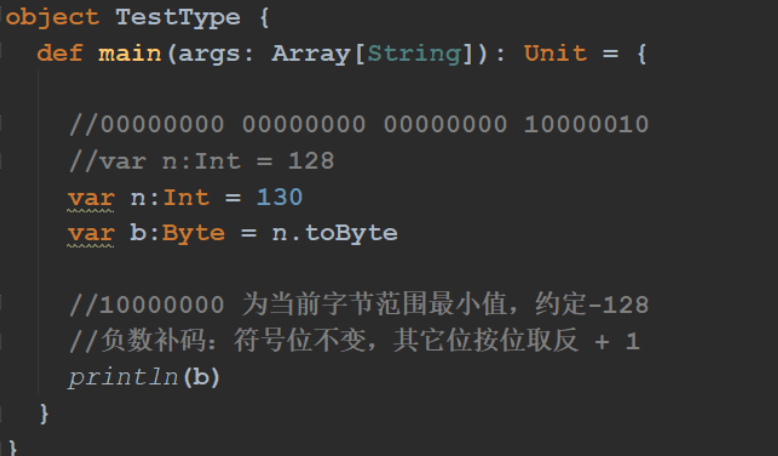 object TestType {
def main(args: Array[String]): Unit = {
//00000000 00000000 00000000 10000010
//var n:Int = 128
var n:Int = 130
var b:Byte = n.toByte
//10000000 为当前字节范围最小值，约定-128
//负数补码：符号位不变，其它位按位取反 + 1
println(b)
}
}